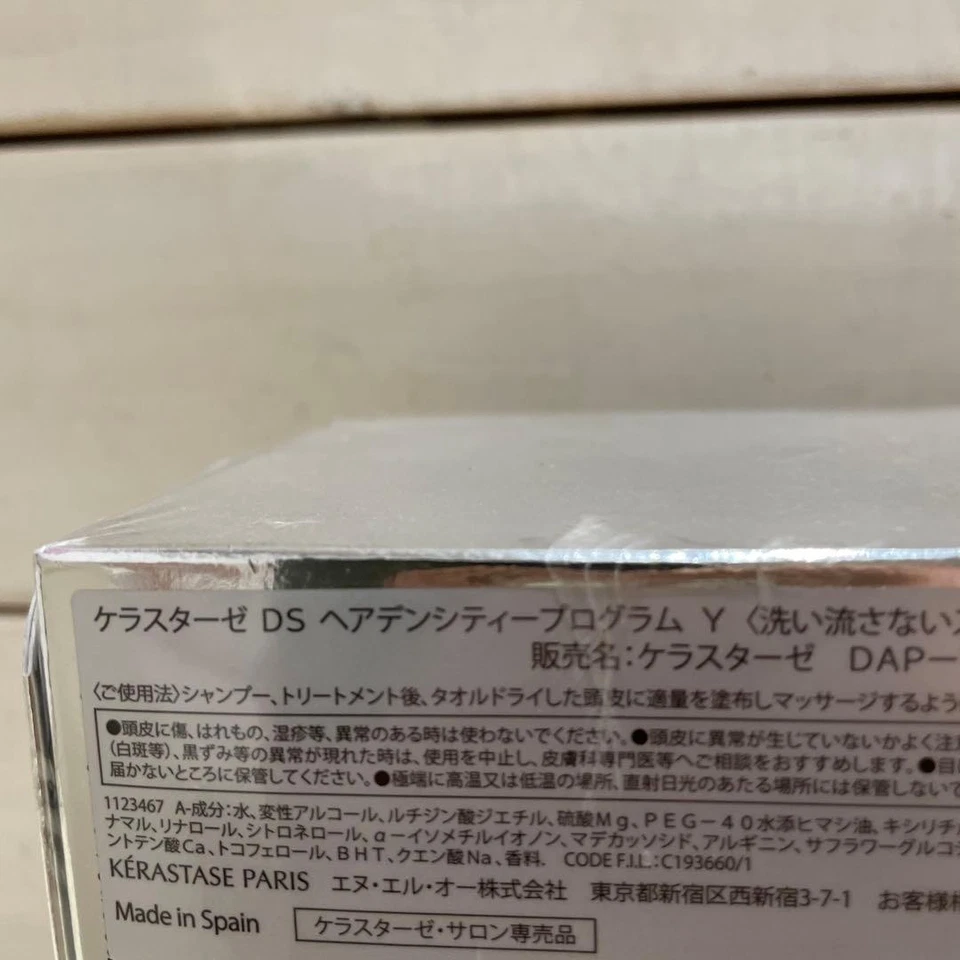 ケラスターゼ DS ヘアデンシティープログラム Y 〈洗い流さない
販売名:ケラスターゼ DAPー
〈ご使用法〉シャンプー、トリートメント後、タオルドライした頭皮に適量を塗布しマッサージするよう
●頭皮に傷、はれもの、湿疹等、異常のある時は使わないでください。●頭皮に異常が生じていないかよく注
(白斑等)、黒ずみ等の異常が現れた時は、使用を中止し、皮膚科専門医等へご相談をおすすめします。●目
届かないところに保管してください。●極端に高温又は低温の場所、直射日光のあたる場所には保管しないで
1123467 A-成分:水、変性アルコール、ルチジン酸ジエチル、硫酸Mg、PEG-40水添ヒマシ油、キシリチ
ナマル、リナロール、シトロネロール、α-イソメチルイオノン、マデカッソシド、アルギニン、サフラワーグルコシ
ントテン酸Ca、トコフェロール、BHT、クエン酸Na、香料. CODE F.I.L.:C193660/1
KÉRASTASE PARIS エヌ・エル・オー株式会社 東京都新宿区西新宿3-7-1 お客様相
Made in Spain ケラスターゼ・サロン専売品